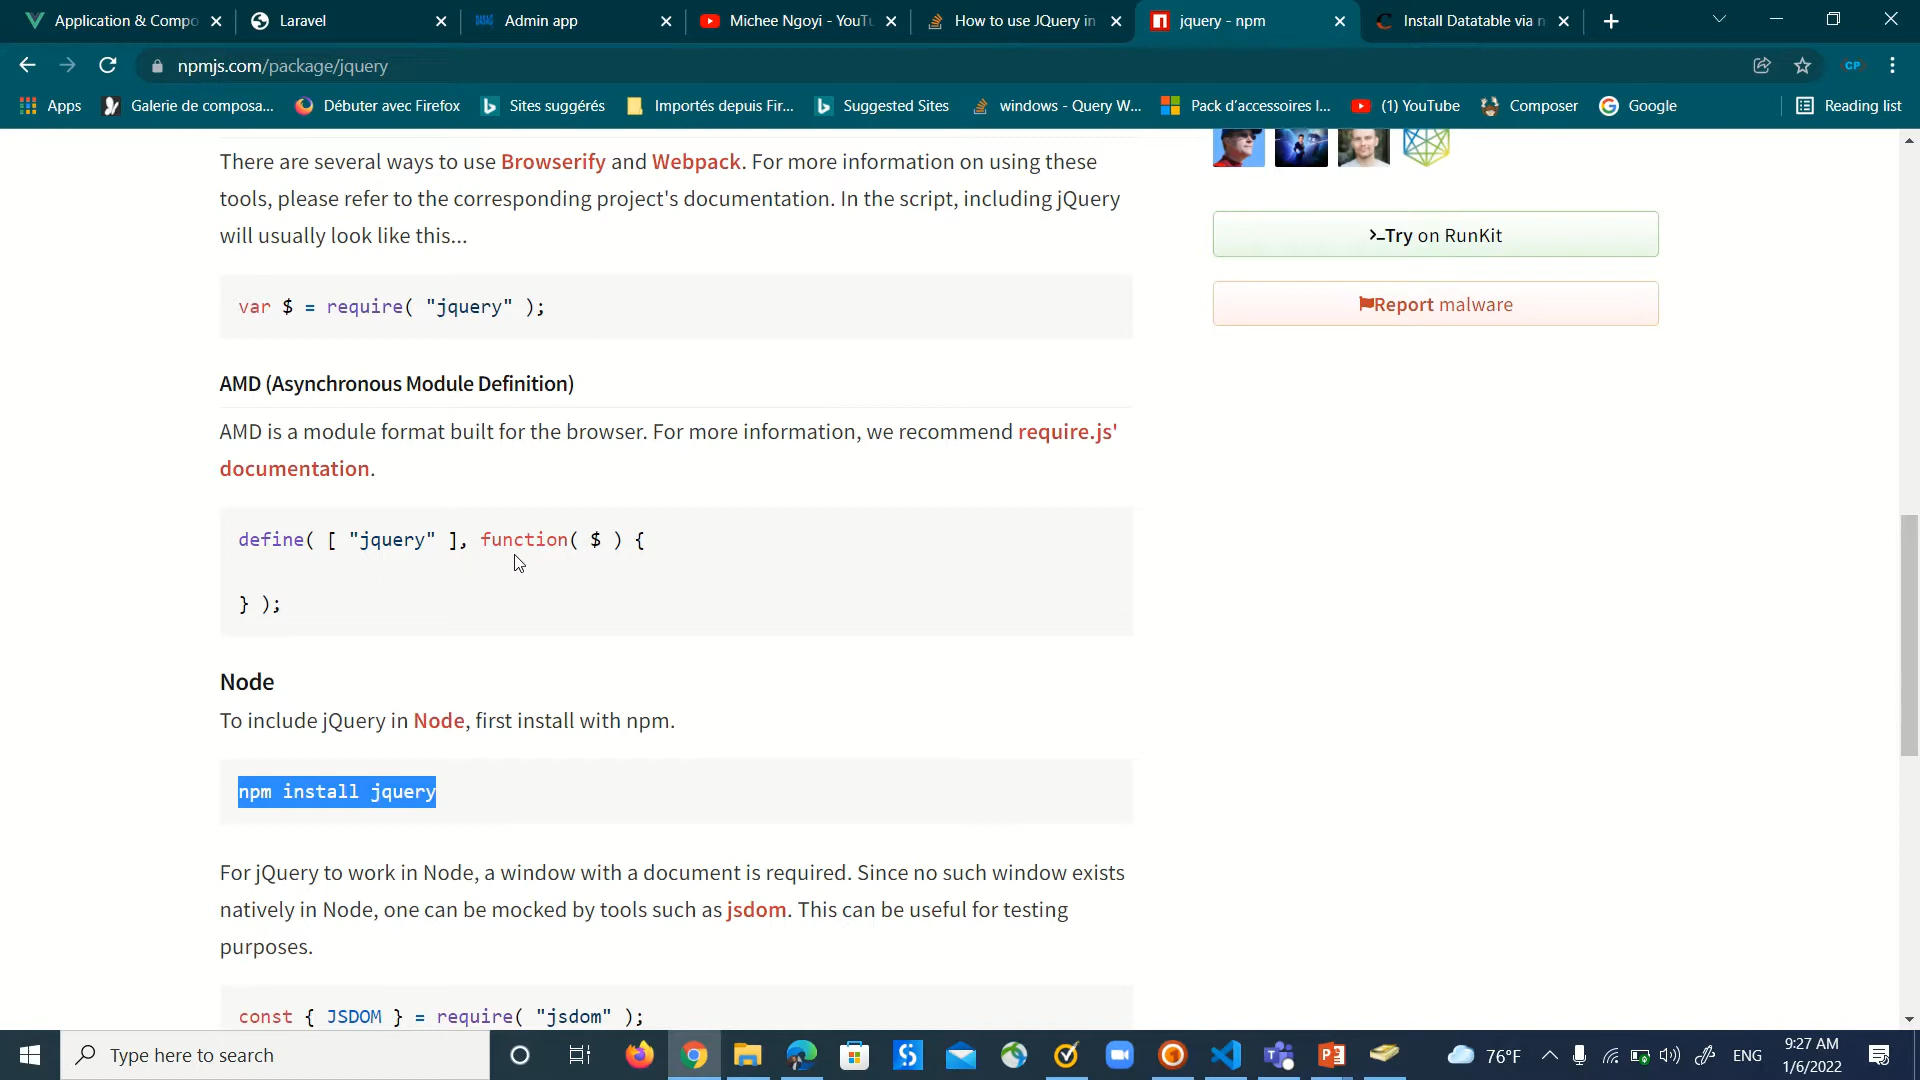 Application & Compo
Laravel
Admin app
Michee Ngoyi - YouTu
How to use JQuery in
jquery - npm
Install Datatable via n
npmjs.com/package/jquery
CP
Apps
Galerie de composa...
Débuter avec Firefox
Sites suggérés
Importés depuis Fir...
Suggested Sites
windows - Query W...
Pack d'accessoires l...
(1) YouTube
Composer
Google
Reading list
There are several ways to use Browserify and Webpack. For more information on using these
tools, please refer to the corresponding project's documentation. In the script, including jQuery
will usually look like this...
var $ = require( "jquery" );
AMD (Asynchronous Module Definition)
AMD is a module format built for the browser. For more information, we recommend require.js'
documentation.
define( [ "jquery" ], function( $ ) {
} );
Node
To include jQuery in Node, first install with npm.
npm install jquery
For jQuery to work in Node, a window with a document is required. Since no such window exists
natively in Node, one can be mocked by tools such as jsdom. This can be useful for testing
purposes.
const { JSDOM } = require( "jsdom" );
Try on RunKit
Report malware
Type here to search
76°F
ENG
9:27 AM
1/6/2022